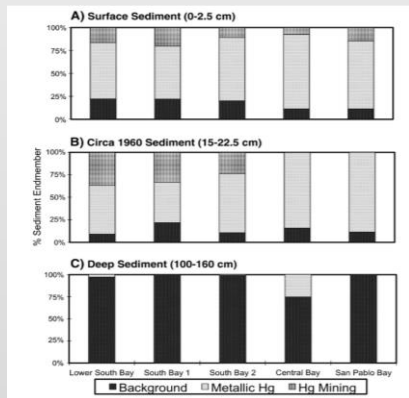 A) Surface Sediment (0-2.5 cm)
100%
75%
50%
25%
0%
B) Circa 1960 Sediment (15-22.5 cm)
100%
75%
50%
25%
0%
% Sediment Endmember
C) Deep Sediment (100-160 cm)
100%
75%
50%
25%
0%
Lower South Bay South Bay 1 South Bay 2 Central Bay San Pablo Bay
Background Metallic Hg Hg Mining